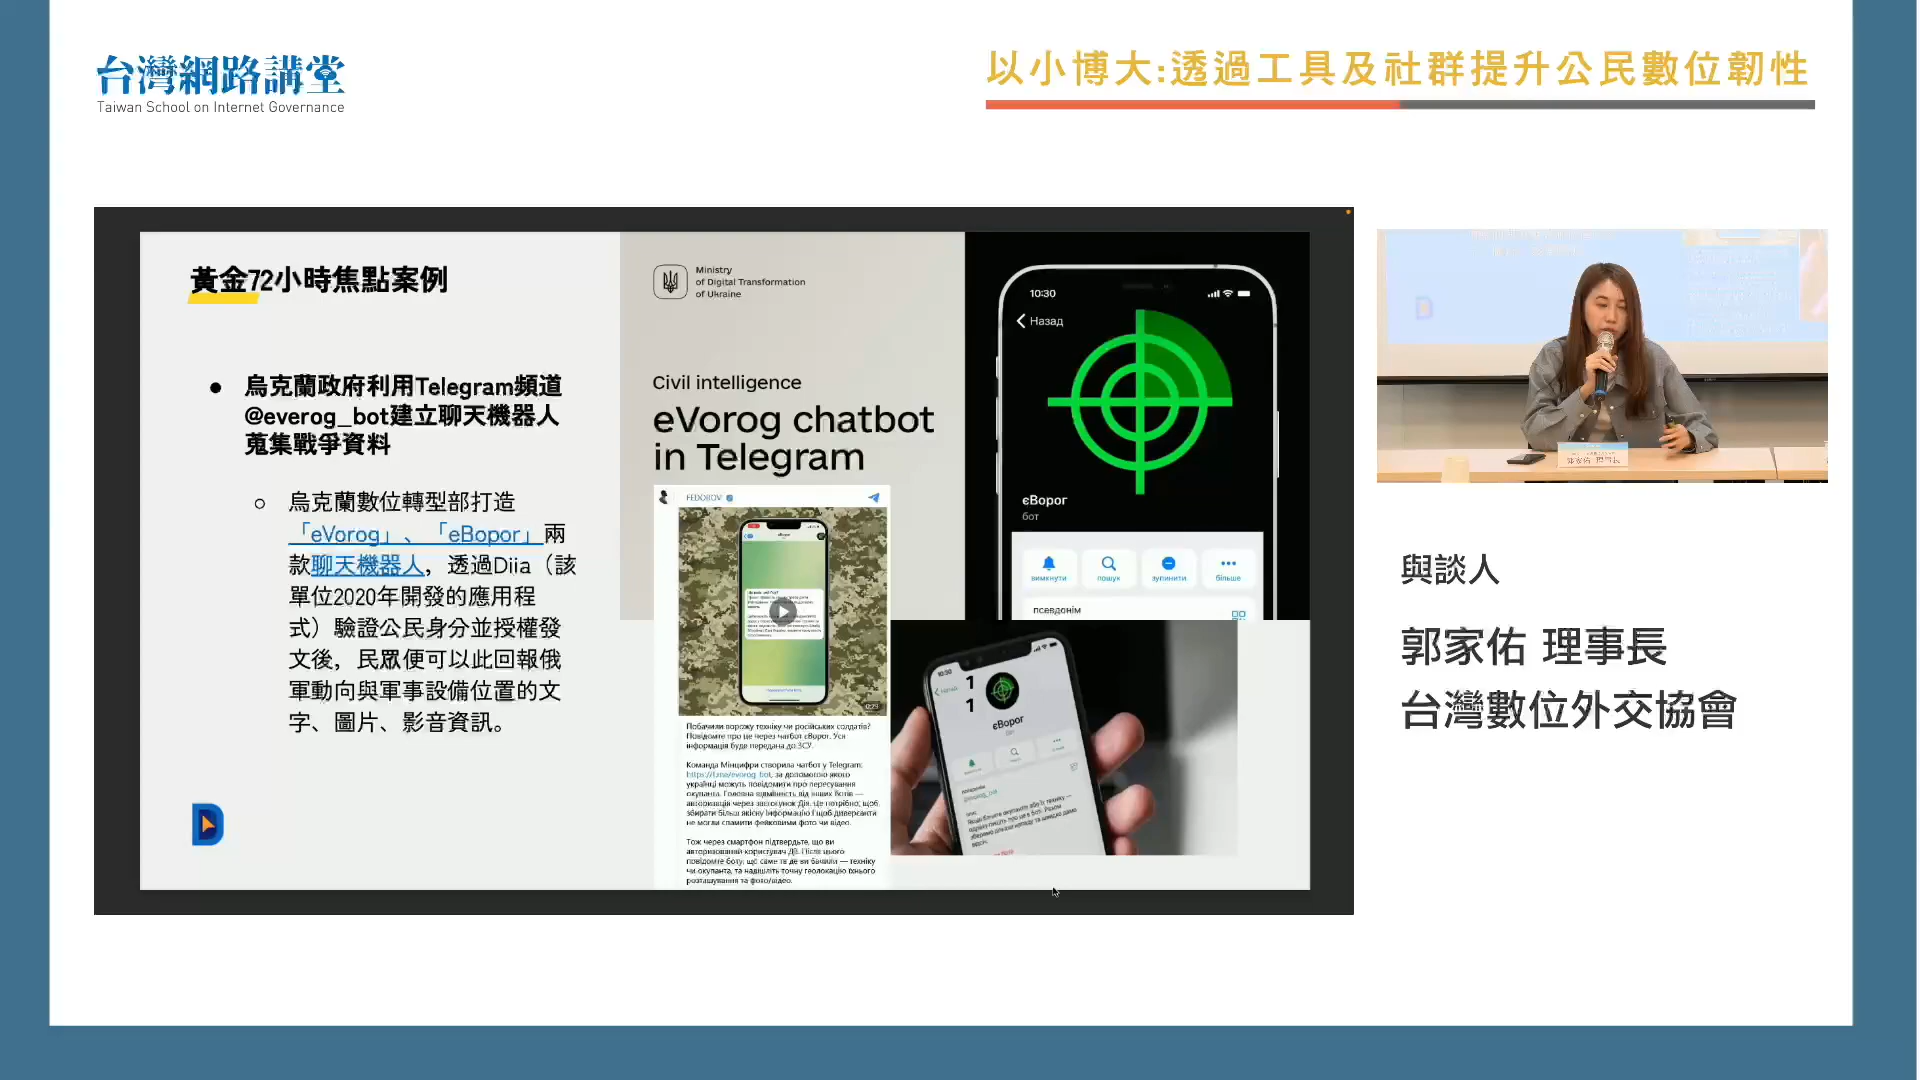 台灣網路講堂
Taiwan School on Internet Governance
以小博大:透過工具及社群提升公民數位韌性
黃金72小時焦點案例
● 烏克蘭政府利用Telegram頻道
@everog_bot建立聊天機器人
蒐集戰爭資料
○ 烏克蘭數位轉型部打造
「eVorog」、「eBopor」兩
款聊天機器人，透過Diia（該
單位2020年開發的應用程
式）驗證公民身分並授權發
文後，民眾便可以此回報俄
軍動向與軍事設備位置的文
字、圖片、影音資訊。
Ministry
of Digital Transformation
of Ukraine
Civil intelligence
eVorog chatbot
in Telegram
FEDOROV
0:29
Побачили ворожу техніку чи російських солдатів?
Повідомте про це через чатбот єВорог. Уся
інформація буде передана до ЗСУ.
Команда Мінцифри створила чатбот у Telegram:
https://t.me/evorog_bot, за допомогою якого
українці можуть повідомити про пересування
окупанта. Головна відмінність від інших ботів —
авторизація через застосунок Дія. Це потрібно, щоб
збирати більш якісну інформацію і щоб диверсанти
не могли спамити фейковими фото чи відео.
Тож через смартфон підтвердьте, що ви
авторизований користувач Дії. Після цього
повідомте боту, що саме та де ви бачили — техніку
чи окупанта, та надішліть точну геолокацію їхнього
розташування та фото/відео.
10:30
Назад
єВорог
бот
вимкнути
пошук
зупинити
більше
псевдонім
10:30
1
1
єВорог
бот
與談人
郭家佑 理事長
台灣數位外交協會